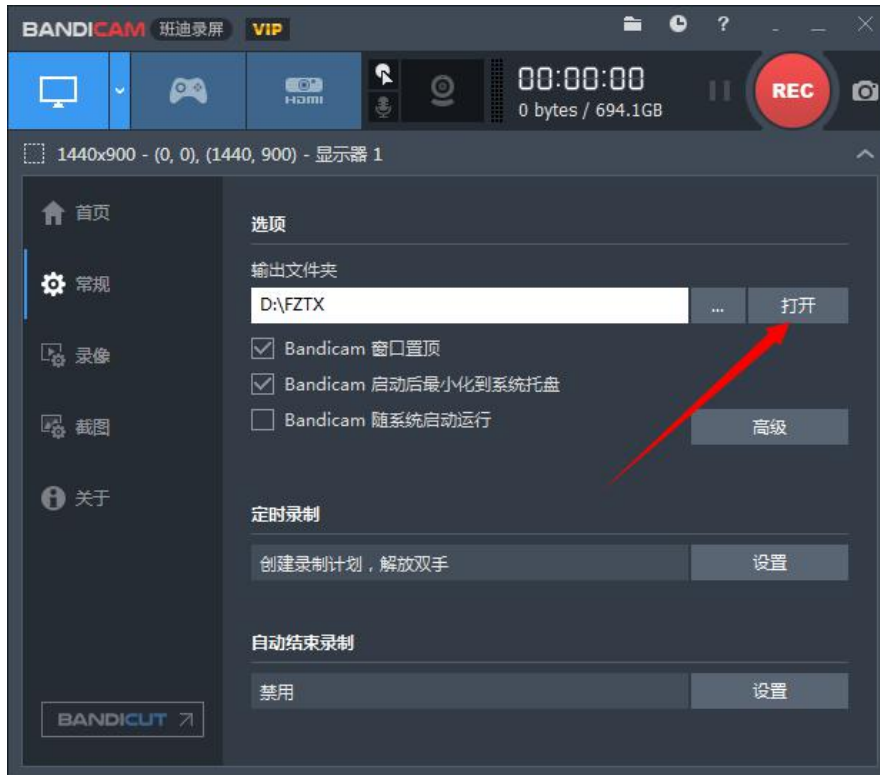 BANDICAM 班迪录屏 VIP
HDMI
00:00:00
0 bytes / 694.1GB
REC
1440x900 - (0, 0), (1440, 900) - 显示器 1
首页
常规
录像
截图
关于
BANDICUT
选项
输出文件夹
D:\FZTX ... 打开
Bandicam 窗口置顶
Bandicam 启动后最小化到系统托盘
Bandicam 随系统启动运行
高级
定时录制
创建录制计划，解放双手 设置
自动结束录制
禁用 设置